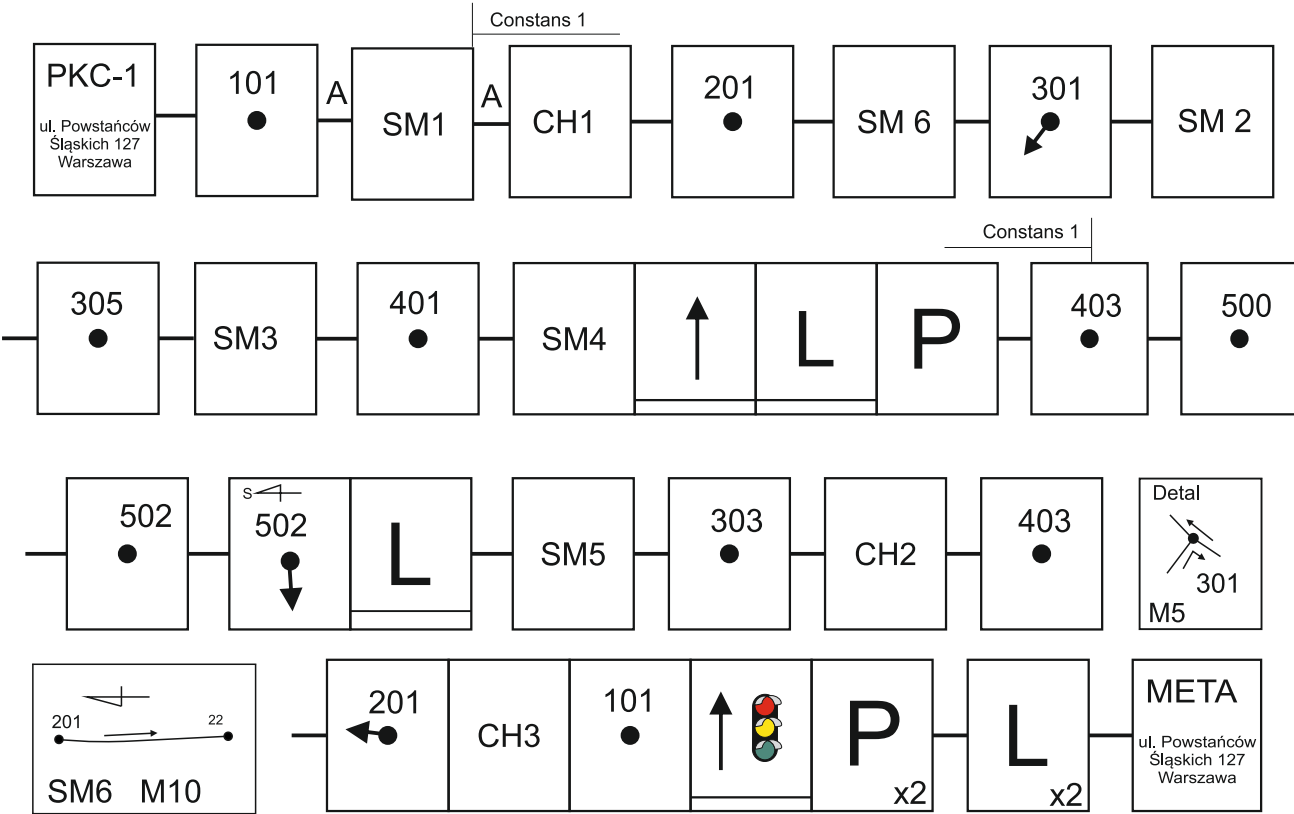 Constans 1
PKC-1
ul. Powstańców
Śląskich 127
Warszawa
101
A
SM1
A
CH1
201
SM 6
301
SM 2
Constans 1
305
SM3
401
SM4
L
P
403
500
502
S
502
L
SM5
303
CH2
403
Detal
301
M5
201
22
SM6 M10
201
CH3
101
P
x2
L
x2
META
ul. Powstańców
Śląskich 127
Warszawa